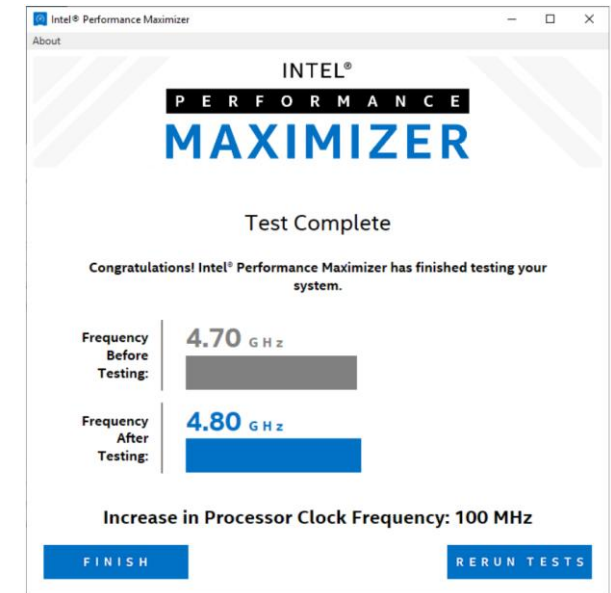 Intel® Performance Maximizer
About
INTEL®
PERFORMANCE
MAXIMIZER
Test Complete
Congratulations! Intel® Performance Maximizer has finished testing your
system.
Frequency
Before
Testing:
4.70 GHz
Frequency
After
Testing:
4.80 GHz
Increase in Processor Clock Frequency: 100 MHz
FINISH
RERUN TESTS